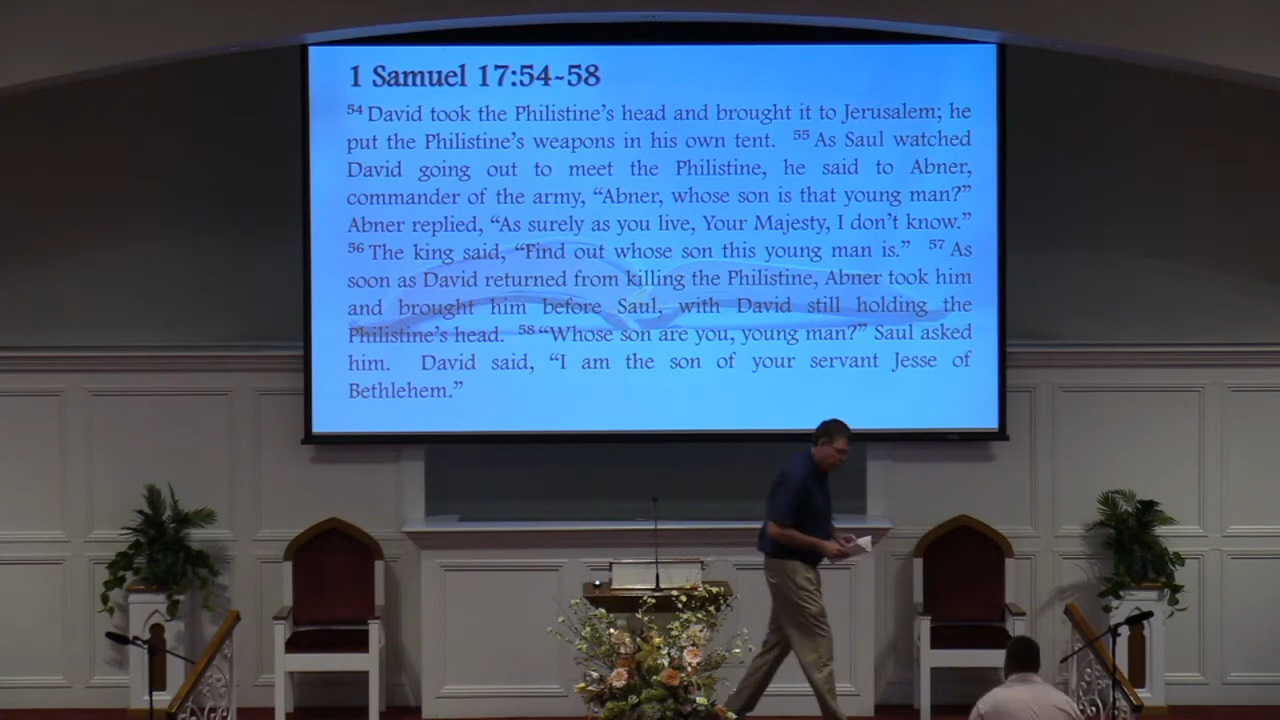 1 Samuel 17:54-58
54 David took the Philistine's head and brought it to Jerusalem; he
put the Philistine's weapons in his own tent. 55 As Saul watched
David going out to meet the Philistine, he said to Abner,
commander of the army, “Abner, whose son is that young man?”
Abner replied, “As surely as you live, Your Majesty, I don't know.”
56 The king said, “Find out whose son this young man is.” 57 As
soon as David returned from killing the Philistine, Abner took him
and brought him before Saul, with David still holding the
Philistine's head. 58 “Whose son are you, young man?” Saul asked
him. David said, “I am the son of your servant Jesse of
Bethlehem.”